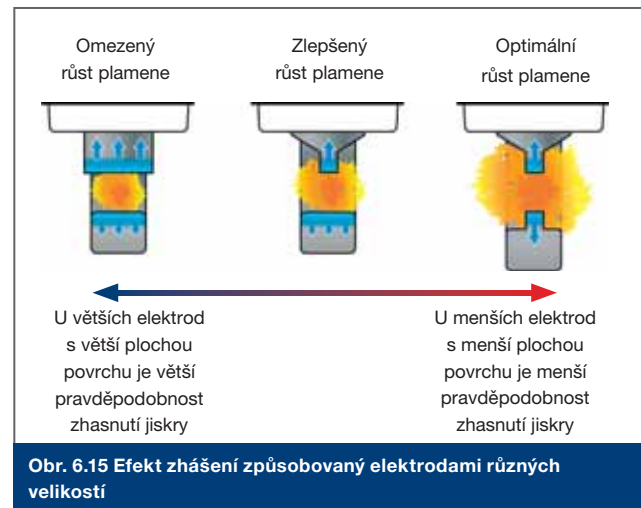 Omezený
růst plamene
Zlepšený
růst plamene
Optimální
růst plamene
U větších elektrod
s větší plochou
povrchu je větší
pravděpodobnost
zhasnutí jiskry
U menších elektrod
s menší plochou
povrchu je menší
pravděpodobnost
zhasnutí jiskry
Obr. 6.15 Efekt zhášení způsobovaný elektrodami různých
velikostí